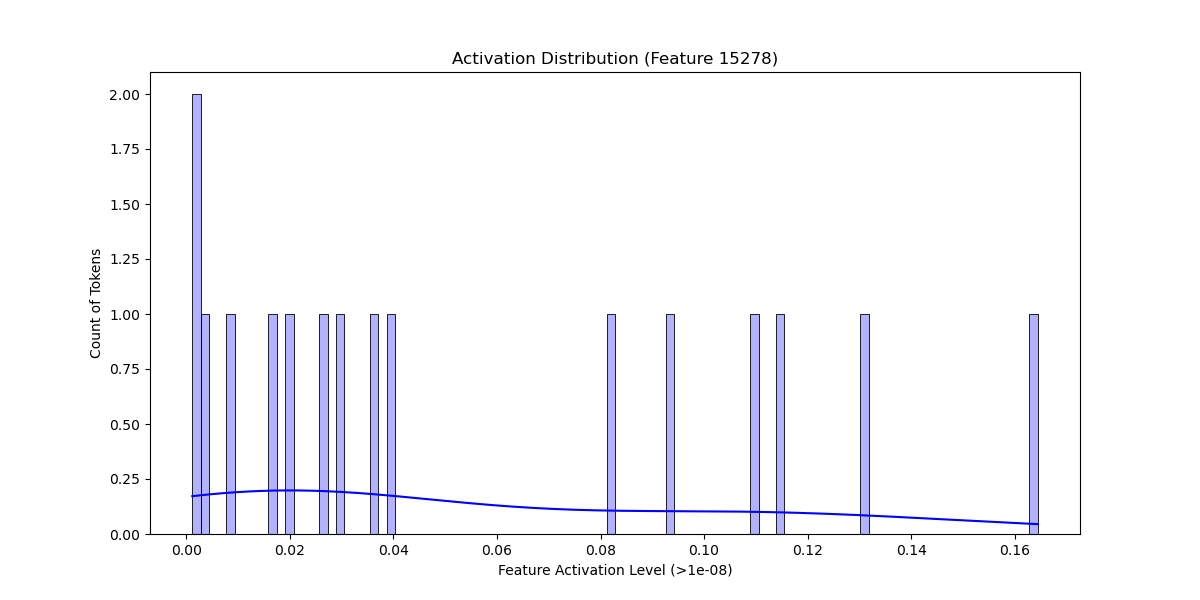 Activation Distribution (Feature 15278)
Count of Tokens
2.00
1.75
1.50
1.25
1.00
0.75
0.50
0.25
0.00
0.00 0.02 0.04 0.06 0.08 0.10 0.12 0.14 0.16
Feature Activation Level (>1e-08)